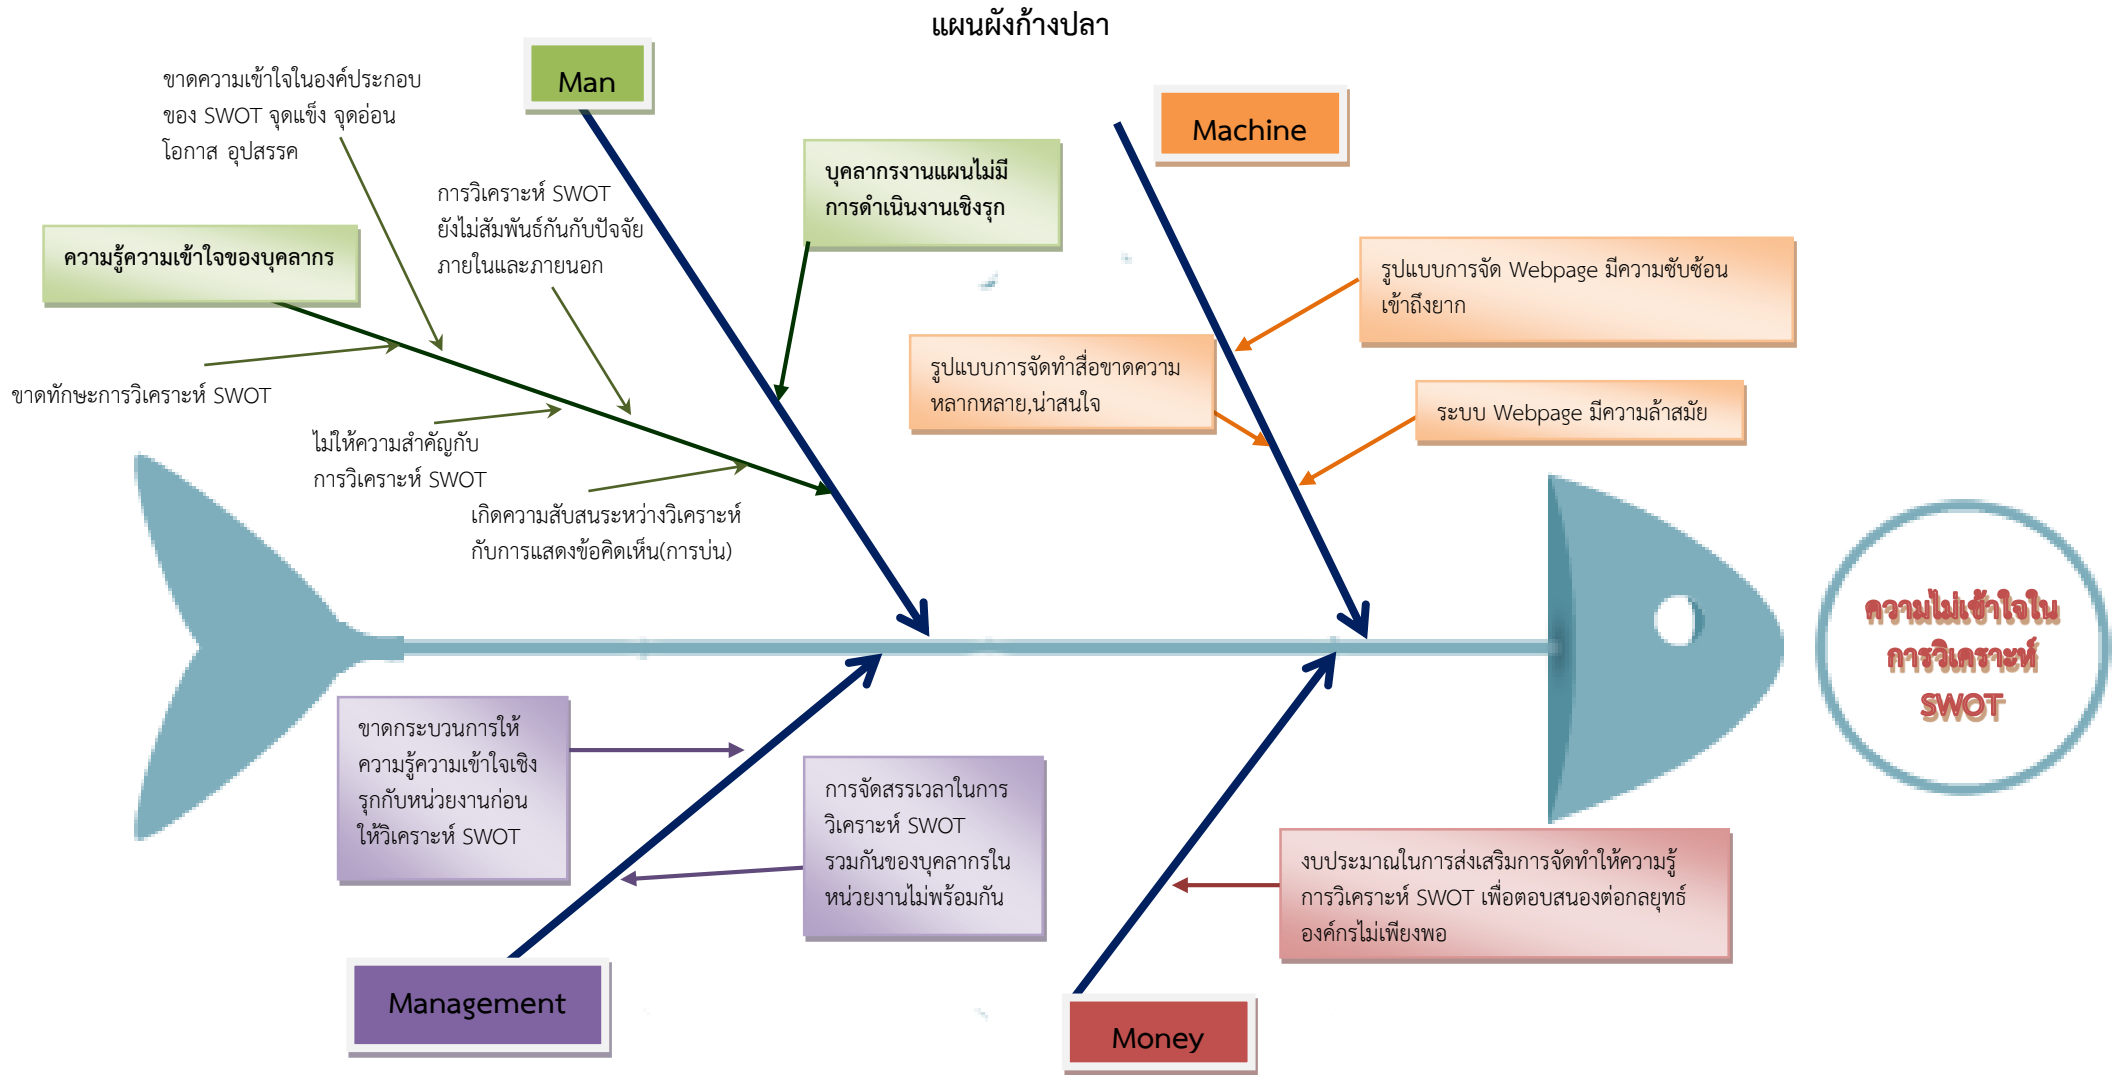 แผนผังก้างปลา
Man
ขาดความเข้าใจในองค์ประกอบ
ของ SWOT จุดแข็ง จุดอ่อน
โอกาส อุปสรรค
การวิเคราะห์ SWOT
ยังไม่สัมพันธ์กันกับปัจจัย
ภายในและภายนอก
ความรู้ความเข้าใจของบุคลากร
บุคลากรงานแผนไม่มี
การดำเนินงานเชิงรุก
ขาดทักษะการวิเคราะห์ SWOT
ไม่ให้ความสำคัญกับ
การวิเคราะห์ SWOT
เกิดความสับสนระหว่างวิเคราะห์
กับการแสดงข้อคิดเห็น(การบ่น)
Machine
รูปแบบการจัด Webpage มีความซับซ้อน
เข้าถึงยาก
รูปแบบการจัดทำสื่อขาดความ
หลากหลาย,น่าสนใจ
ระบบ Webpage มีความล้าสมัย
ความไม่เข้าใจใน
การวิเคราะห์
SWOT
ขาดกระบวนการให้
ความรู้ความเข้าใจเชิง
รุกกับหน่วยงานก่อน
ให้วิเคราะห์ SWOT
การจัดสรรเวลาในการ
วิเคราะห์ SWOT
รวมกันของบุคลากรใน
หน่วยงานไม่พร้อมกัน
Management
งบประมาณในการส่งเสริมการจัดทำให้ความรู้
การวิเคราะห์ SWOT เพื่อตอบสนองต่อกลยุทธ์
องค์กรไม่เพียงพอ
Money